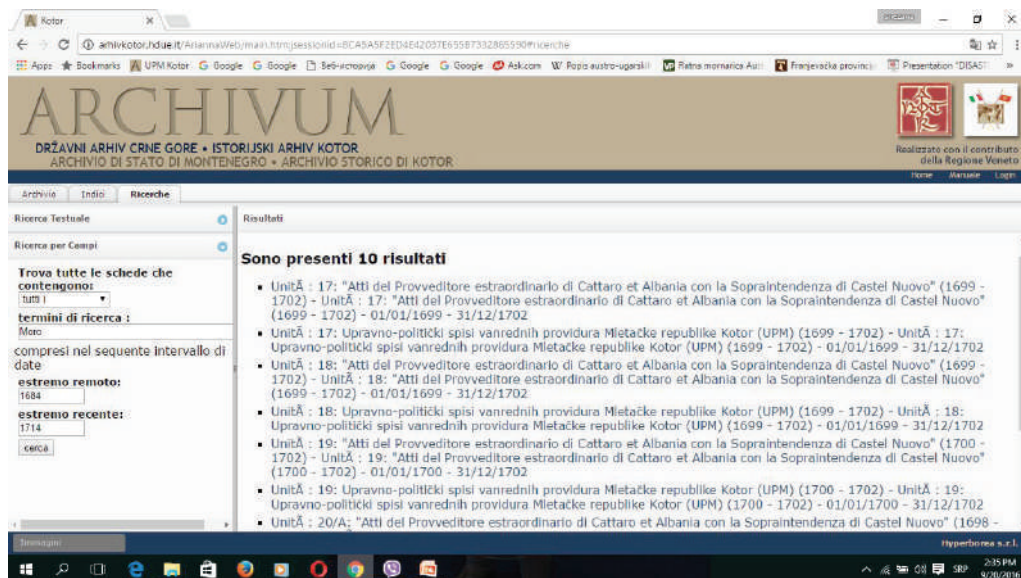 Kotor
arhivkotor.hdue.it/AriannaWeb/main.htm;jsessionid=BCA5A5F2ED4E42037E655B7332865590#ricerche
Apps Bookmarks UPM Kotor Google Google Google Google Ask.com Popis austro-ugarski Ratna mornarica Aus Franjevačka provinci Presentation "DISAST
ARCHIVUM
DRŽAVNI ARHIV CRNE GORE • ISTORIJSKI ARHIV KOTOR
ARCHIVIO DI STATO DI MONTENEGRO • ARCHIVIO STORICO DI KOTOR
Realizzato con il contributo
della Regione Veneto
Home Manuale Login
Archivio Indici Ricerche
Ricerca Testuale
Ricerca per Campi
Trova tutte le schede che
contengono:
tutti i
termini di ricerca :
Moro
compresi nel sequente intervallo di
date
estremo remoto:
1684
estremo recente:
1714
cerca
Risultati
Sono presenti 10 risultati
UnitÃ : 17: "Atti del Provveditore estraordinario di Cattaro et Albania con la Sopraintendenza di Castel Nuovo" (1699 -
1702) - UnitÃ : 17: "Atti del Provveditore estraordinario di Cattaro et Albania con la Sopraintendenza di Castel Nuovo"
(1699 - 1702) - 01/01/1699 - 31/12/1702
UnitÃ : 17: Upravno-politički spisi vanrednih providura Mletačke republike Kotor (UPM) (1699 - 1702) - UnitÃ : 17:
Upravno-politički spisi vanrednih providura Mletačke republike Kotor (UPM) (1699 - 1702) - 01/01/1699 - 31/12/1702
UnitÃ : 18: "Atti del Provveditore estraordinario di Cattaro et Albania con la Sopraintendenza di Castel Nuovo" (1699 -
1702) - UnitÃ : 18: "Atti del Provveditore estraordinario di Cattaro et Albania con la Sopraintendenza di Castel Nuovo"
(1699 - 1702) - 01/01/1699 - 31/12/1702
UnitÃ : 18: Upravno-politički spisi vanrednih providura Mletačke republike Kotor (UPM) (1699 - 1702) - UnitÃ : 18:
Upravno-politički spisi vanrednih providura Mletačke republike Kotor (UPM) (1699 - 1702) - 01/01/1699 - 31/12/1702
UnitÃ : 19: "Atti del Provveditore estraordinario di Cattaro et Albania con la Sopraintendenza di Castel Nuovo" (1700 -
1702) - UnitÃ : 19: "Atti del Provveditore estraordinario di Cattaro et Albania con la Sopraintendenza di Castel Nuovo"
(1700 - 1702) - 01/01/1700 - 31/12/1702
UnitÃ : 19: Upravno-politički spisi vanrednih providura Mletačke republike Kotor (UPM) (1700 - 1702) - UnitÃ : 19:
Upravno-politički spisi vanrednih providura Mletačke republike Kotor (UPM) (1700 - 1702) - 01/01/1700 - 31/12/1702
UnitÃ : 20/A: "Atti del Provveditore estraordinario di Cattaro et Albania con la Sopraintendenza di Castel Nuovo" (1698 -
Immagini
Hyperborea s.r.l.
SRP
2:35 PM
9/20/2016